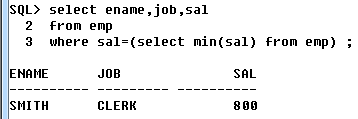 SQL> select ename,job,sal
2 from emp
3 where sal=(select min(sal) from emp) ;
ENAME JOB SAL
---------- --------- ----------
SMITH CLERK 800